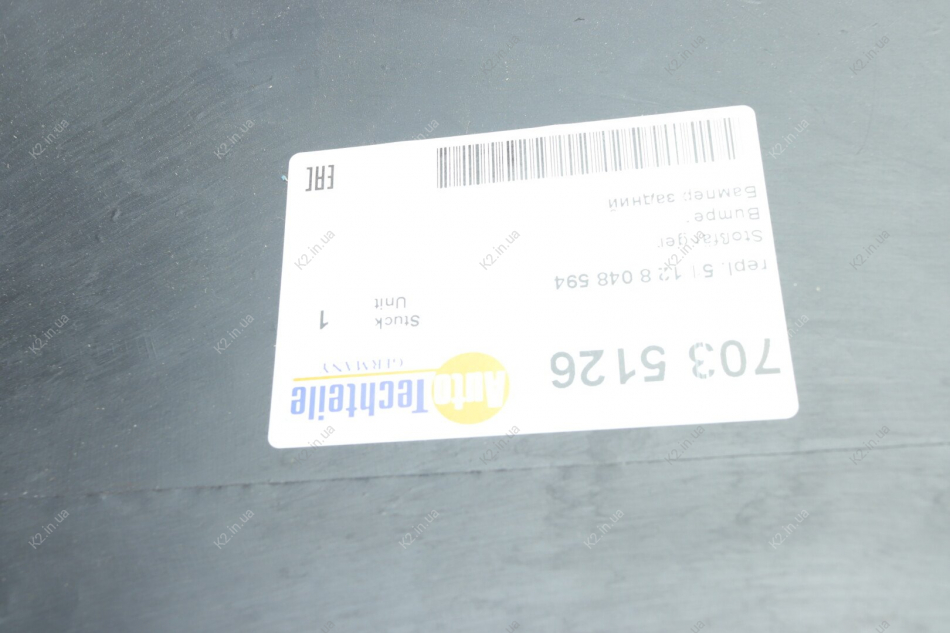 703 5126
Auto
Techteile
GERMANY
repl. 51 12 8 048 594
Stoßfänger
Bumper
Бампер задний
Stuck
Unit
1
EAC
K2.in.ua